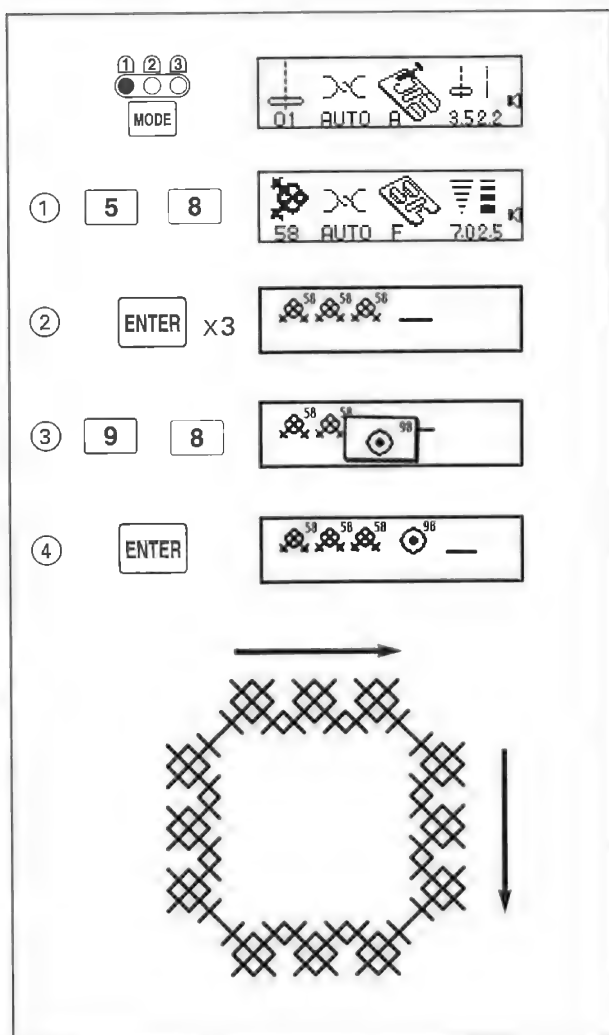 1 2 3
MODE
01 AUTO A 3.5 2.2
① 5 8
58 AUTO F 7.0 2.5
② ENTER X3
58 58 58
③ 9 8
58 58 98
④ ENTER
58 58 58 98